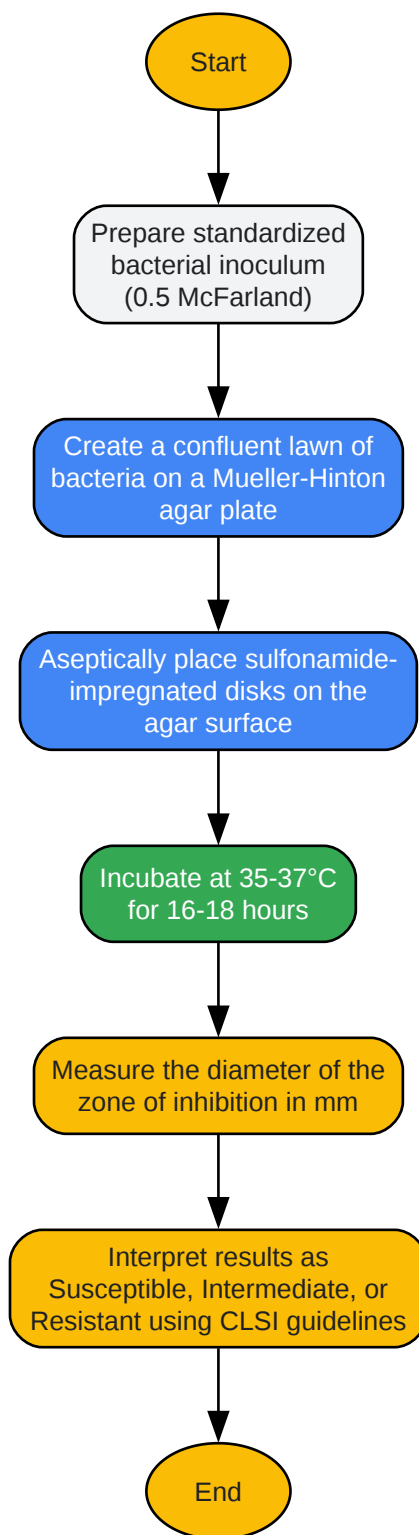 Start
Prepare standardized
bacterial inoculum
(0.5 McFarland)
Create a confluent lawn of
bacteria on a Mueller-Hinton
agar plate
Aseptically place sulfonamide-
impregnated disks on the
agar surface
Incubate at 35-37°C
for 16-18 hours
Measure the diameter of the
zone of inhibition in mm
Interpret results as
Susceptible, Intermediate, or
Resistant using CLSI guidelines
End